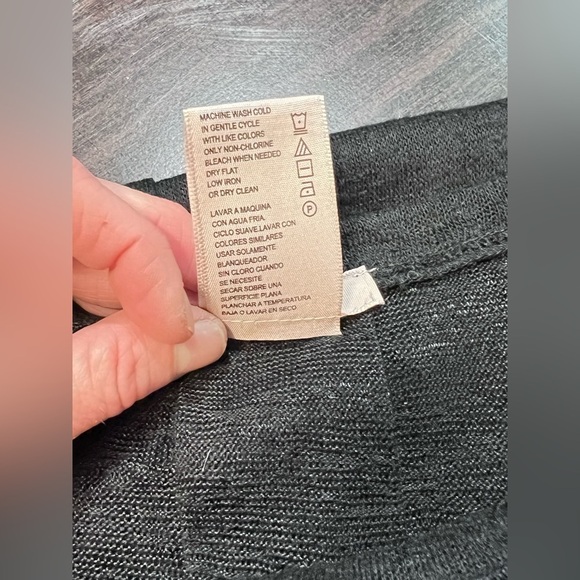 MACHINE WASH COLD
IN GENTLE CYCLE
WITH LIKE COLORS
ONLY NON-CHLORINE
BLEACH WHEN NEEDED
DRY FLAT
LOW IRON
OR DRY CLEAN
LAVAR A MAQUINA
CON AGUA FRIA.
CICLO SUAVE.LAVAR CON
COLORES SIMILARES
USAR SOLAMENTE
BLANQUEADOR
SIN CLORO CUANDO
SE NECESITE
SECAR SOBRE UNA
SUPERFICIE PLANA
PLANCHAR A TEMPERATURA
BAJA O LAVAR EN SECO
P